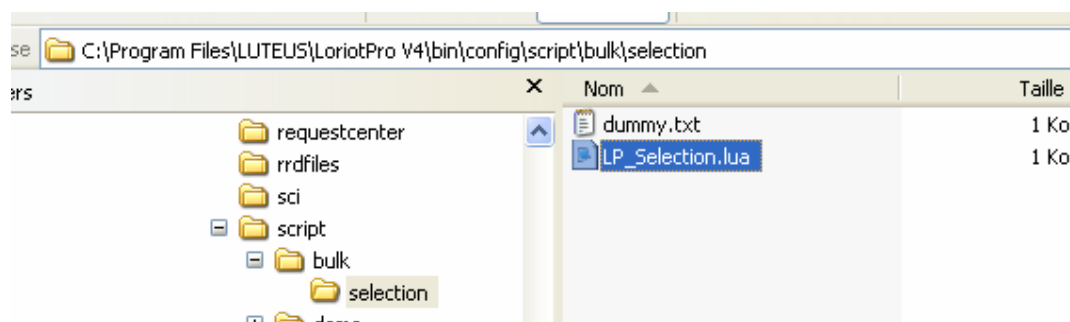 se C:\Program Files\LUTEUS\LoriotPro V4\bin\config\script\bulk\selection
ers X Nom Taille
requestcenter dummy.txt 1 Ko
rrdfiles LP_Selection.lua 1 Ko
sci
script
bulk
selection